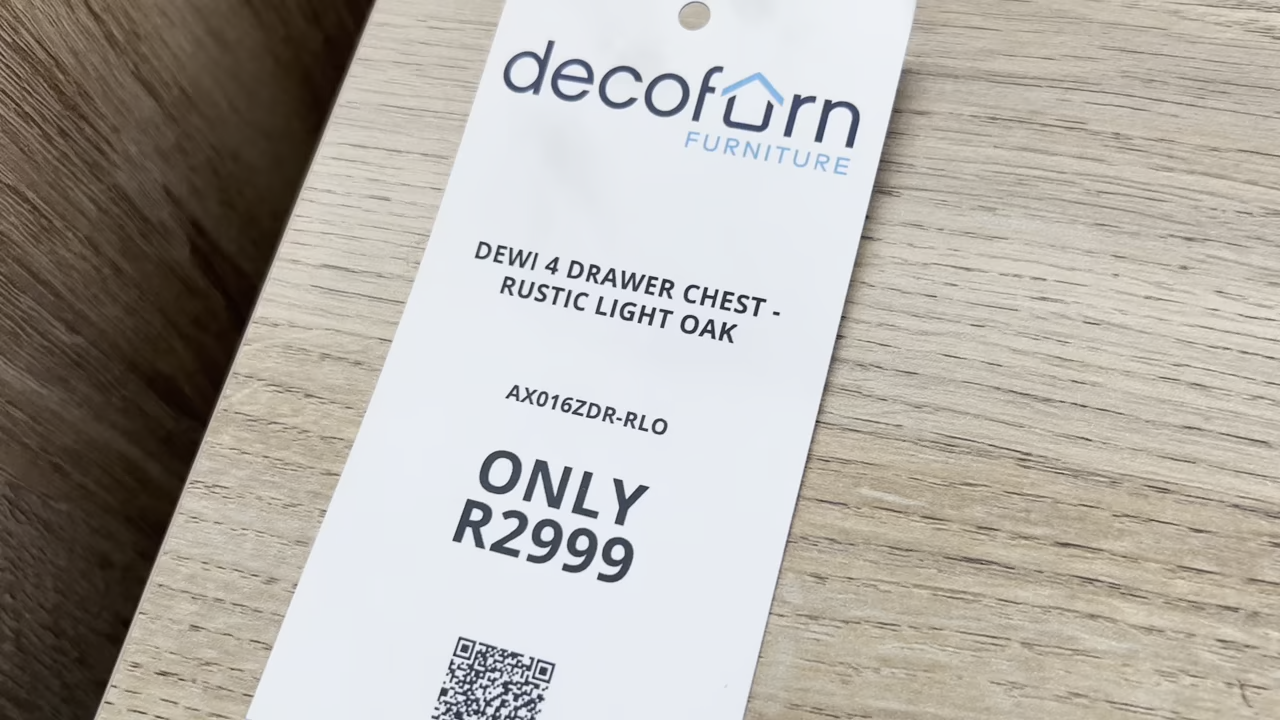 decofurn
FURNITURE
DEWI 4 DRAWER CHEST -
RUSTIC LIGHT OAK
AX016ZDR-RLO
ONLY
R2999